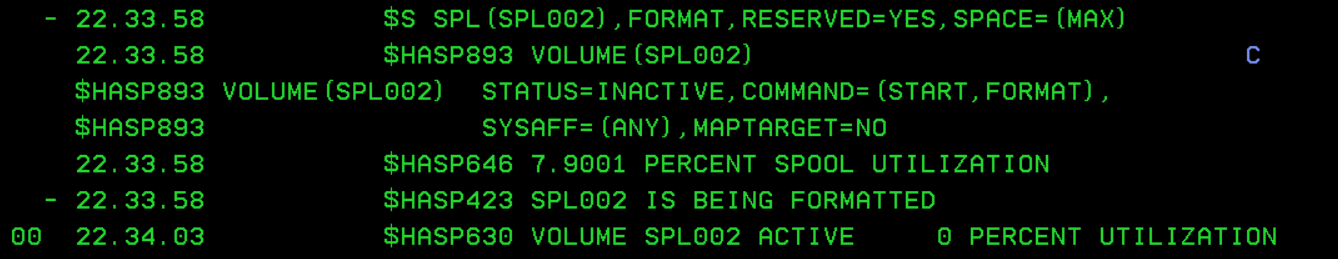 - 22.33.58 $S SPL(SPL002),FORMAT,RESERVED=YES,SPACE=(MAX)
22.33.58 $HASP893 VOLUME(SPL002) C
$HASP893 VOLUME(SPL002) STATUS=INACTIVE,COMMAND=(START,FORMAT),
$HASP893 SYSAFF=(ANY),MAPTARGET=NO
22.33.58 $HASP646 7.9001 PERCENT SPOOL UTILIZATION
- 22.33.58 $HASP423 SPL002 IS BEING FORMATTED
00 22.34.03 $HASP630 VOLUME SPL002 ACTIVE 0 PERCENT UTILIZATION